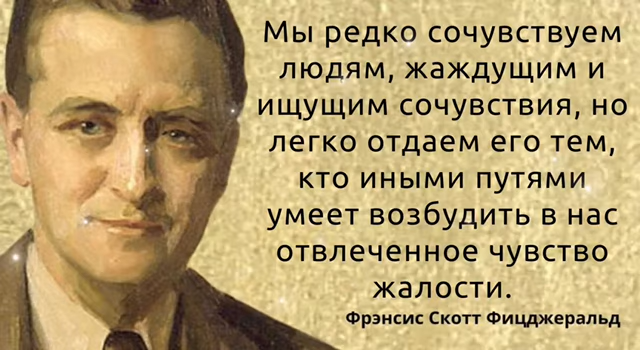 Мы редко сочувствуем
людям, жаждущим и
ищущим сочувствия, но
легко отдаем его тем,
кто иными путями
умеет возбудить в нас
отвлеченное чувство
жалости.
Фрэнсис Скотт Фицджеральд